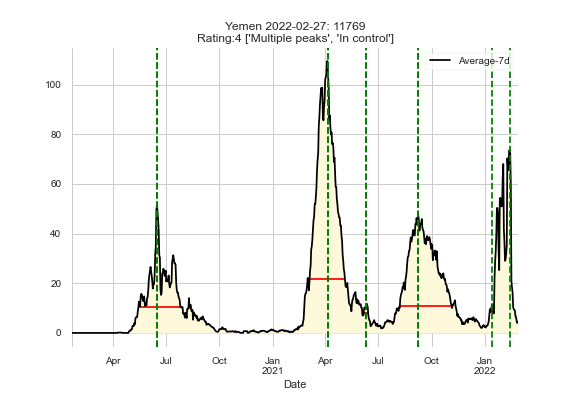 Yemen 2022-02-27: 11769
Rating:4 ['Multiple peaks', 'In control']
Average-7d
100
80
60
40
20
0
Apr Jul Oct Jan Apr Jul Oct Jan
2021 2022
Date